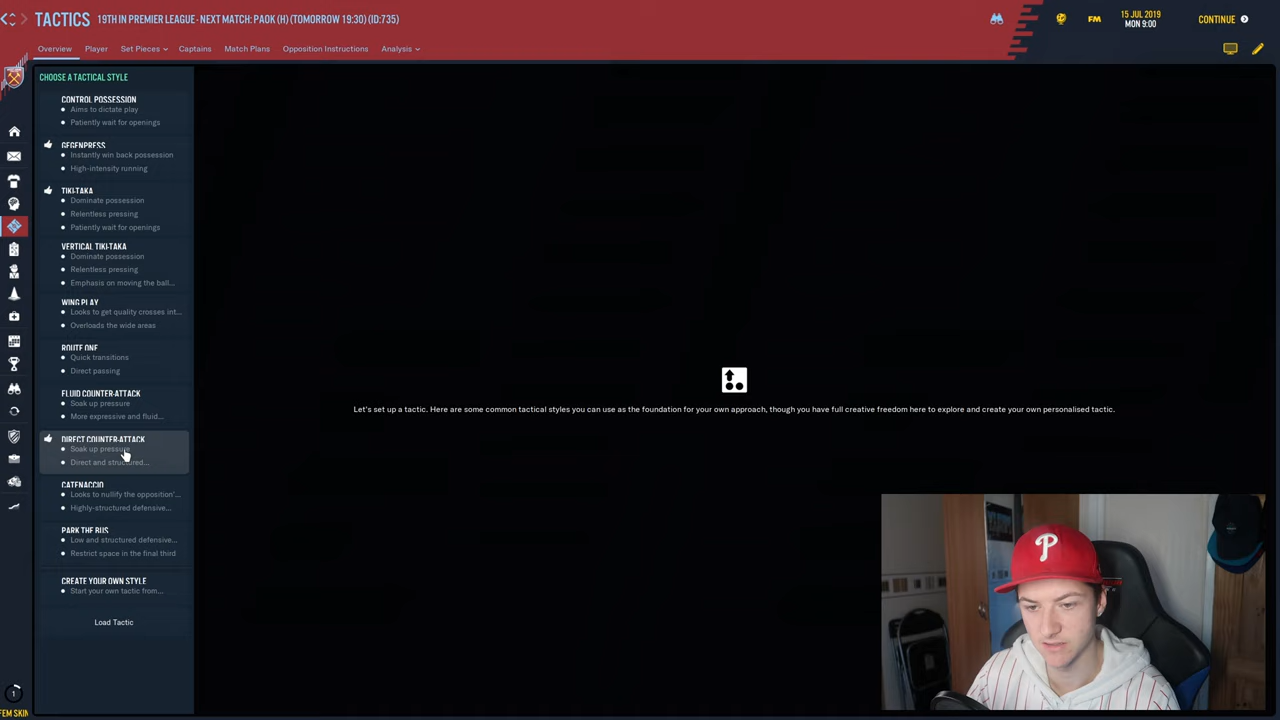 TACTICS
19TH IN PREMIER LEAGUE - NEXT MATCH: PAOK (H) (TOMORROW 19:30) (ID:735)
FM
15 JUL 2019
MON 9:00
CONTINUE
Overview
Player
Set Pieces
Captains
Match Plans
Opposition Instructions
Analysis
CHOOSE A TACTICAL STYLE
CONTROL POSSESSION
Aims to dictate play
Patiently wait for openings
GEGENPRESS
Instantly win back possession
High-intensity running
TIKI-TAKA
Dominate possession
Relentless pressing
Patiently wait for openings
VERTICAL TIKI-TAKA
Dominate possession
Relentless pressing
Emphasis on moving the ball...
WING PLAY
Looks to get quality crosses int...
Overloads the wide areas
ROUTE ONE
Quick transitions
Direct passing
FLUID COUNTER-ATTACK
Soak up pressure
More expressive and fluid...
DIRECT COUNTER-ATTACK
Soak up pressure
Direct and structured...
CATENACCIO
Looks to nullify the opposition'...
Highly-structured defensive...
PARK THE BUS
Low and structured defensive...
Restrict space in the final third
CREATE YOUR OWN STYLE
Start your own tactic from...
Load Tactic
Let's set up a tactic. Here are some common tactical styles you can use as the foundation for your own approach, though you have full creative freedom here to explore and create your own personalised tactic.
P
1
FEM SKIN